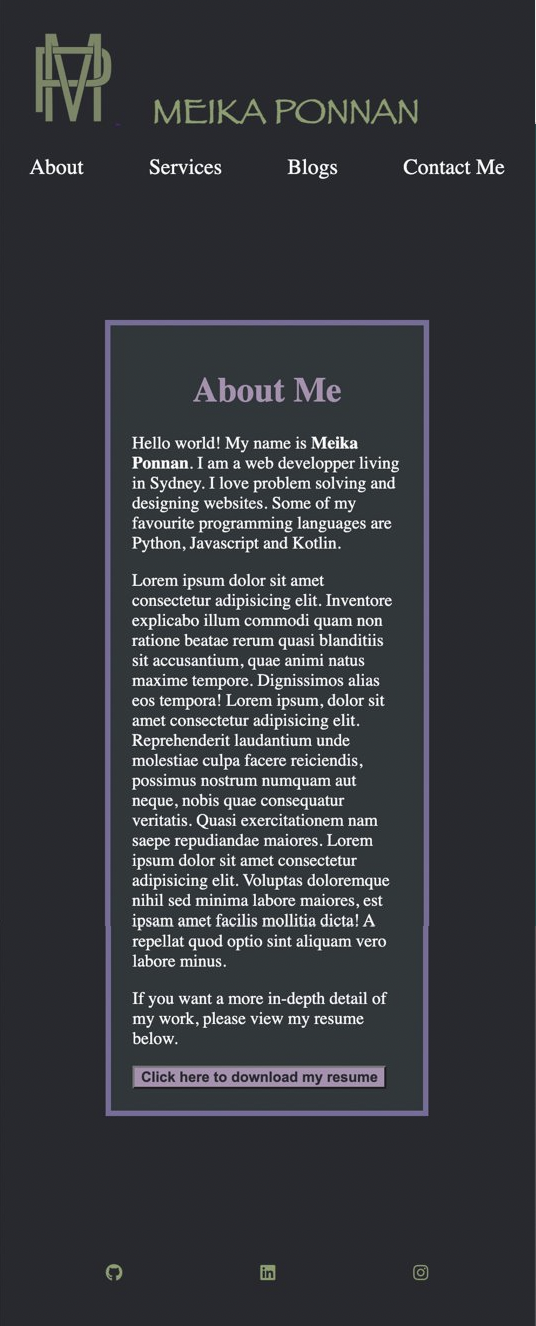 MP
MEIKA PONNAN
About Services Blogs Contact Me
About Me
Hello world! My name is Meika
Ponnan. I am a web developper living
in Sydney. I love problem solving and
designing websites. Some of my
favourite programming languages are
Python, Javascript and Kotlin.
Lorem ipsum dolor sit amet
consectetur adipisicing elit. Inventore
explicabo illum commodi quam non
ratione beatae rerum quasi blanditiis
sit accusantium, quae animi natus
maxime tempore. Dignissimos alias
eos tempora! Lorem ipsum, dolor sit
amet consectetur adipisicing elit.
Reprehenderit laudantium unde
molestiae culpa facere reiciendis,
possimus nostrum numquam aut
neque, nobis quae consequatur
veritatis. Quasi exercitationem nam
saepe repudiandae maiores. Lorem
ipsum dolor sit amet consectetur
adipisicing elit. Voluptas doloremque
nihil sed minima labore maiores, est
ipsam amet facilis mollitia dicta! A
repellat quod optio sint aliquam vero
labore minus.
If you want a more in-depth detail of
my work, please view my resume
below.
Click here to download my resume